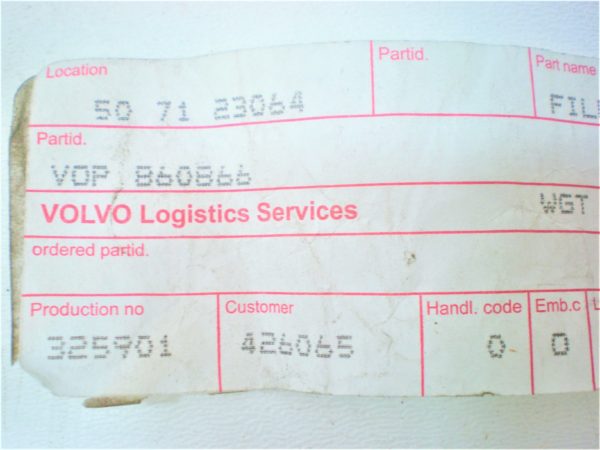 Location
Partid.
Part name
50 71 23064
FIL
Partid.
VOP 860866
VOLVO Logistics Services
WGT
ordered partid.
Production no
Customer
Handl. code
Emb.c
L
325901
426065
0
0